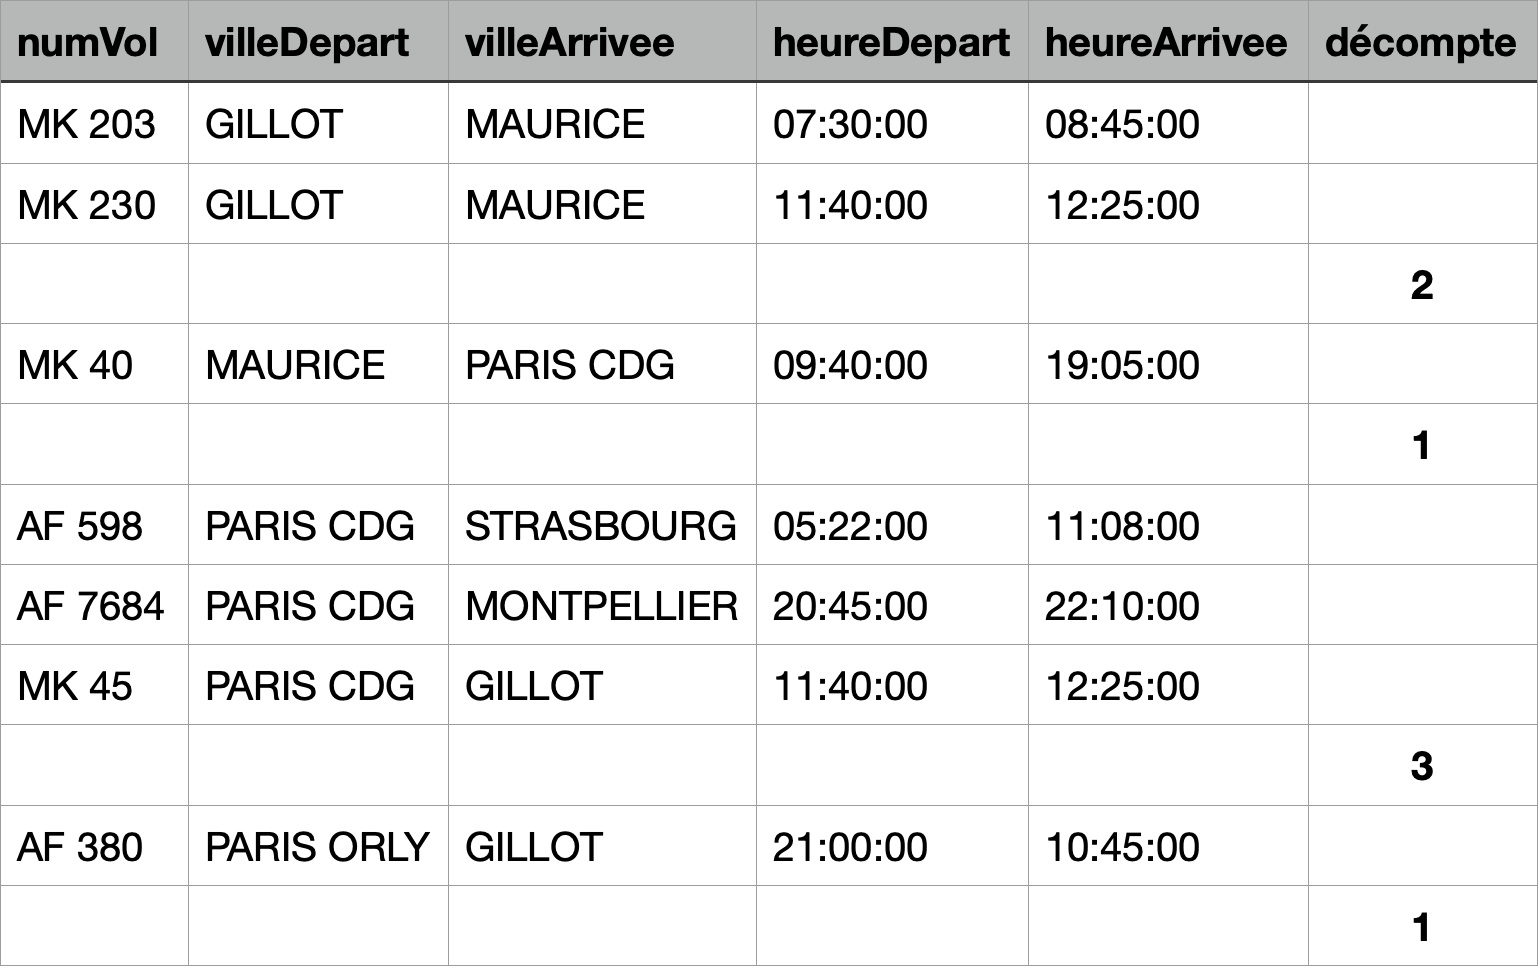 numVol villeDepart villeArrivee heureDepart heureArrivee décompte
MK 203 GILLOT MAURICE 07:30:00 08:45:00
MK 230 GILLOT MAURICE 11:40:00 12:25:00
2
MK 40 MAURICE PARIS CDG 09:40:00 19:05:00
1
AF 598 PARIS CDG STRASBOURG 05:22:00 11:08:00
AF 7684 PARIS CDG MONTPELLIER 20:45:00 22:10:00
MK 45 PARIS CDG GILLOT 11:40:00 12:25:00
3
AF 380 PARIS ORLY GILLOT 21:00:00 10:45:00
1